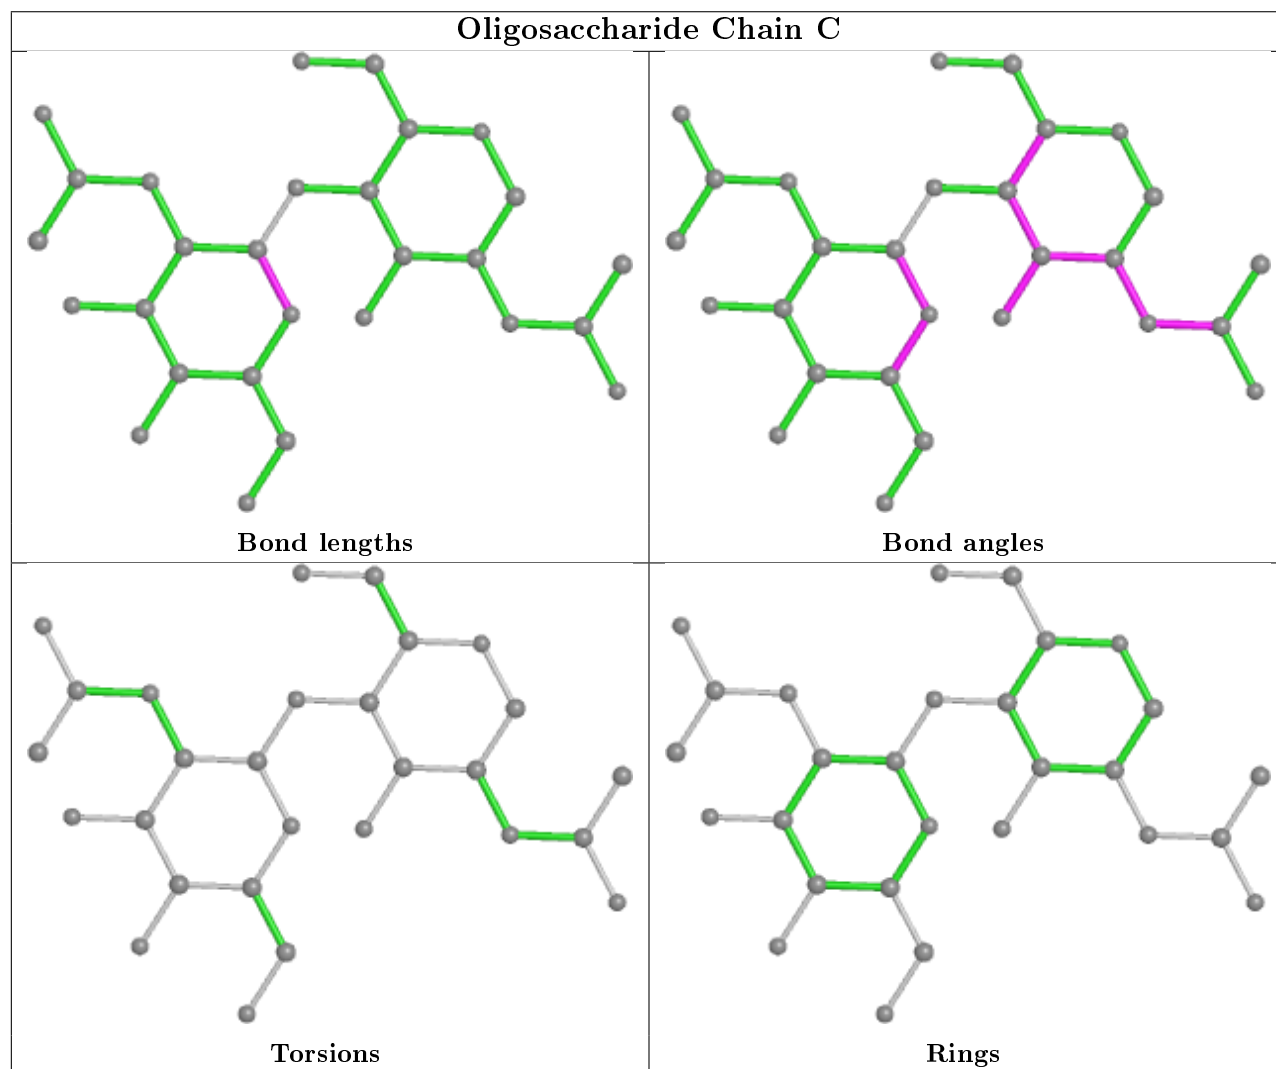 Oligosaccharide Chain C
Bond lengths
Bond angles
Torsions
Rings